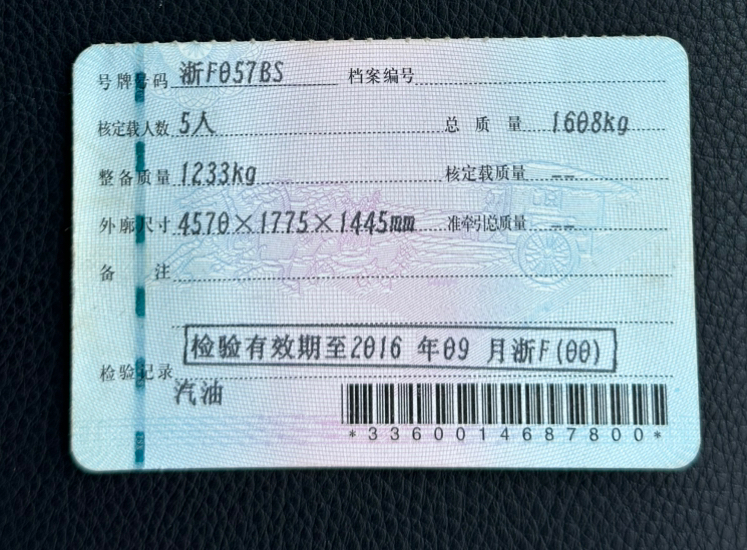 号牌号码 浙F057BS 档案编号
核定载人数 5人 总质量 1608kg
整备质量 1233kg 核定载质量 --
外廓尺寸 4570×1775×1445mm 准牵引总质量 --
备注
检验有效期至2016 年09 月浙F(00)
检验记录
汽油
*3360014687800*